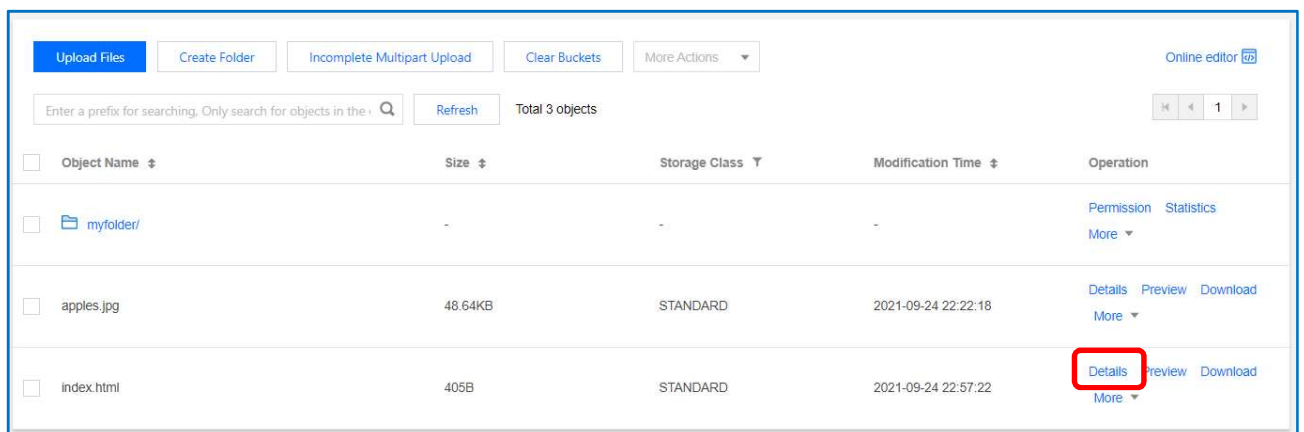 Upload Files Create Folder Incomplete Multipart Upload Clear Buckets More Actions Online editor
Enter a prefix for searching, Only search for objects in the Refresh Total 3 objects 1
Object Name Size Storage Class Modification Time Operation
myfolder/ - - - Permission Statistics
More
apples.jpg 48.64KB STANDARD 2021-09-24 22:22:18 Details Preview Download
More
index.html 405B STANDARD 2021-09-24 22:57:22 Details Preview Download
More